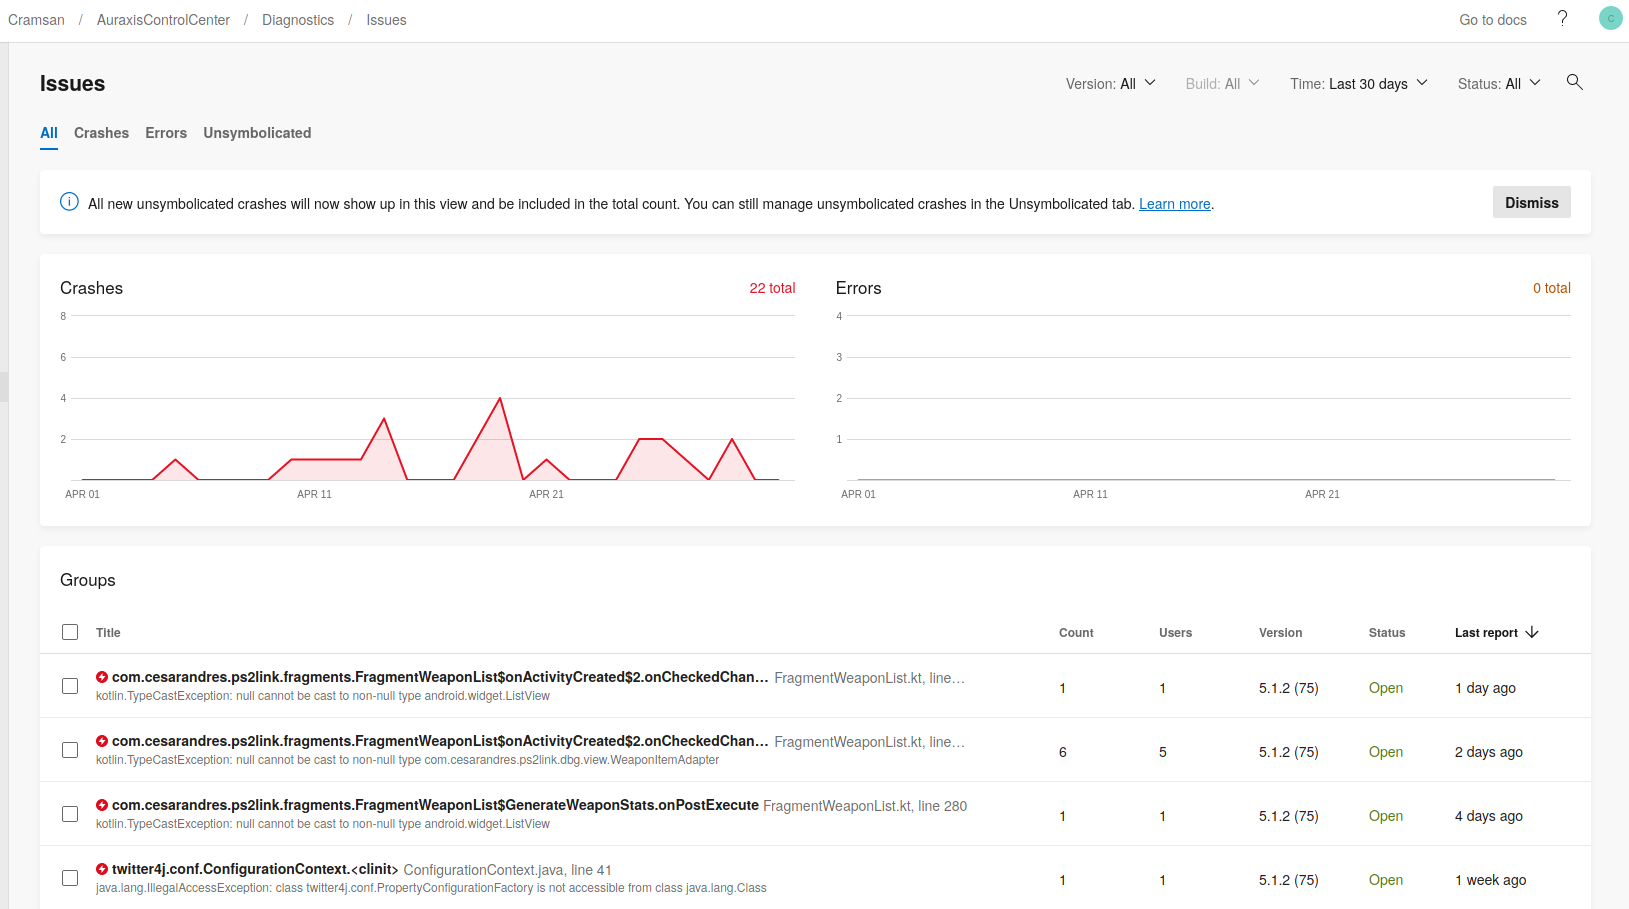 Cramsan / AuraxisControlCenter / Diagnostics / Issues
Go to docs ? C
Issues
Version: All Build: All Time: Last 30 days Status: All
All Crashes Errors Unsymbolicated
All new unsymbolicated crashes will now show up in this view and be included in the total count. You can still manage unsymbolicated crashes in the Unsymbolicated tab. Learn more.
Dismiss
Crashes 22 total
8
6
4
2
APR 01 APR 11 APR 21
Errors 0 total
4
3
2
1
APR 01 APR 11 APR 21
Groups
Title Count Users Version Status Last report
com.cesarandres.ps2link.fragments.FragmentWeaponList$onActivityCreated$2.onCheckedChan... FragmentWeaponList.kt, line...
kotlin.TypeCastException: null cannot be cast to non-null type android.widget.ListView
1 1 5.1.2 (75) Open 1 day ago
com.cesarandres.ps2link.fragments.FragmentWeaponList$onActivityCreated$2.onCheckedChan... FragmentWeaponList.kt, line...
kotlin.TypeCastException: null cannot be cast to non-null type com.cesarandres.ps2link.dbg.view.WeaponItemAdapter
6 5 5.1.2 (75) Open 2 days ago
com.cesarandres.ps2link.fragments.FragmentWeaponList$GenerateWeaponStats.onPostExecute FragmentWeaponList.kt, line 280
kotlin.TypeCastException: null cannot be cast to non-null type android.widget.ListView
1 1 5.1.2 (75) Open 4 days ago
twitter4j.conf.ConfigurationContext.<clinit> ConfigurationContext.java, line 41
java.lang.IllegalAccessException: class twitter4j.conf.PropertyConfigurationFactory is not accessible from class java.lang.Class
1 1 5.1.2 (75) Open 1 week ago